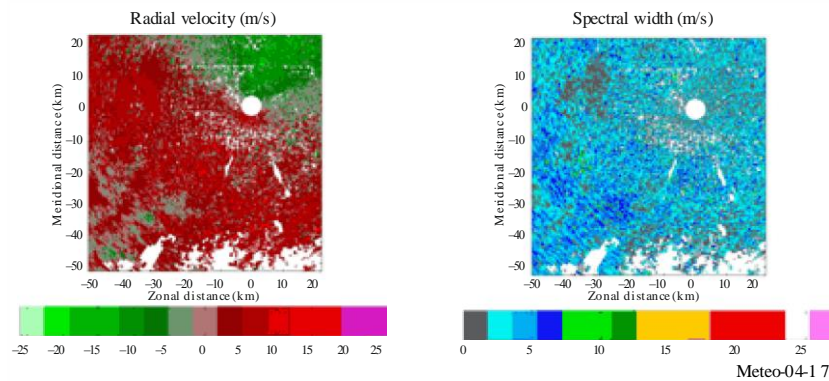 Radial velocity (m/s)
20
10
0
–10
–20
–30
–40
–50
Meridional distance (km)
–50 –40 –30 –20 –10 0 10 20
Zonal distance (km)
–25 –20 –15 –10 –5 0 5 10 15 20 25
Spectral width (m/s)
20
10
0
–10
–20
–30
–40
–50
Meridional distance (km)
–50 –40 –30 –20 –10 0 10 20
Zonal distance (km)
0 5 10 15 20 25
Meteo-04-17